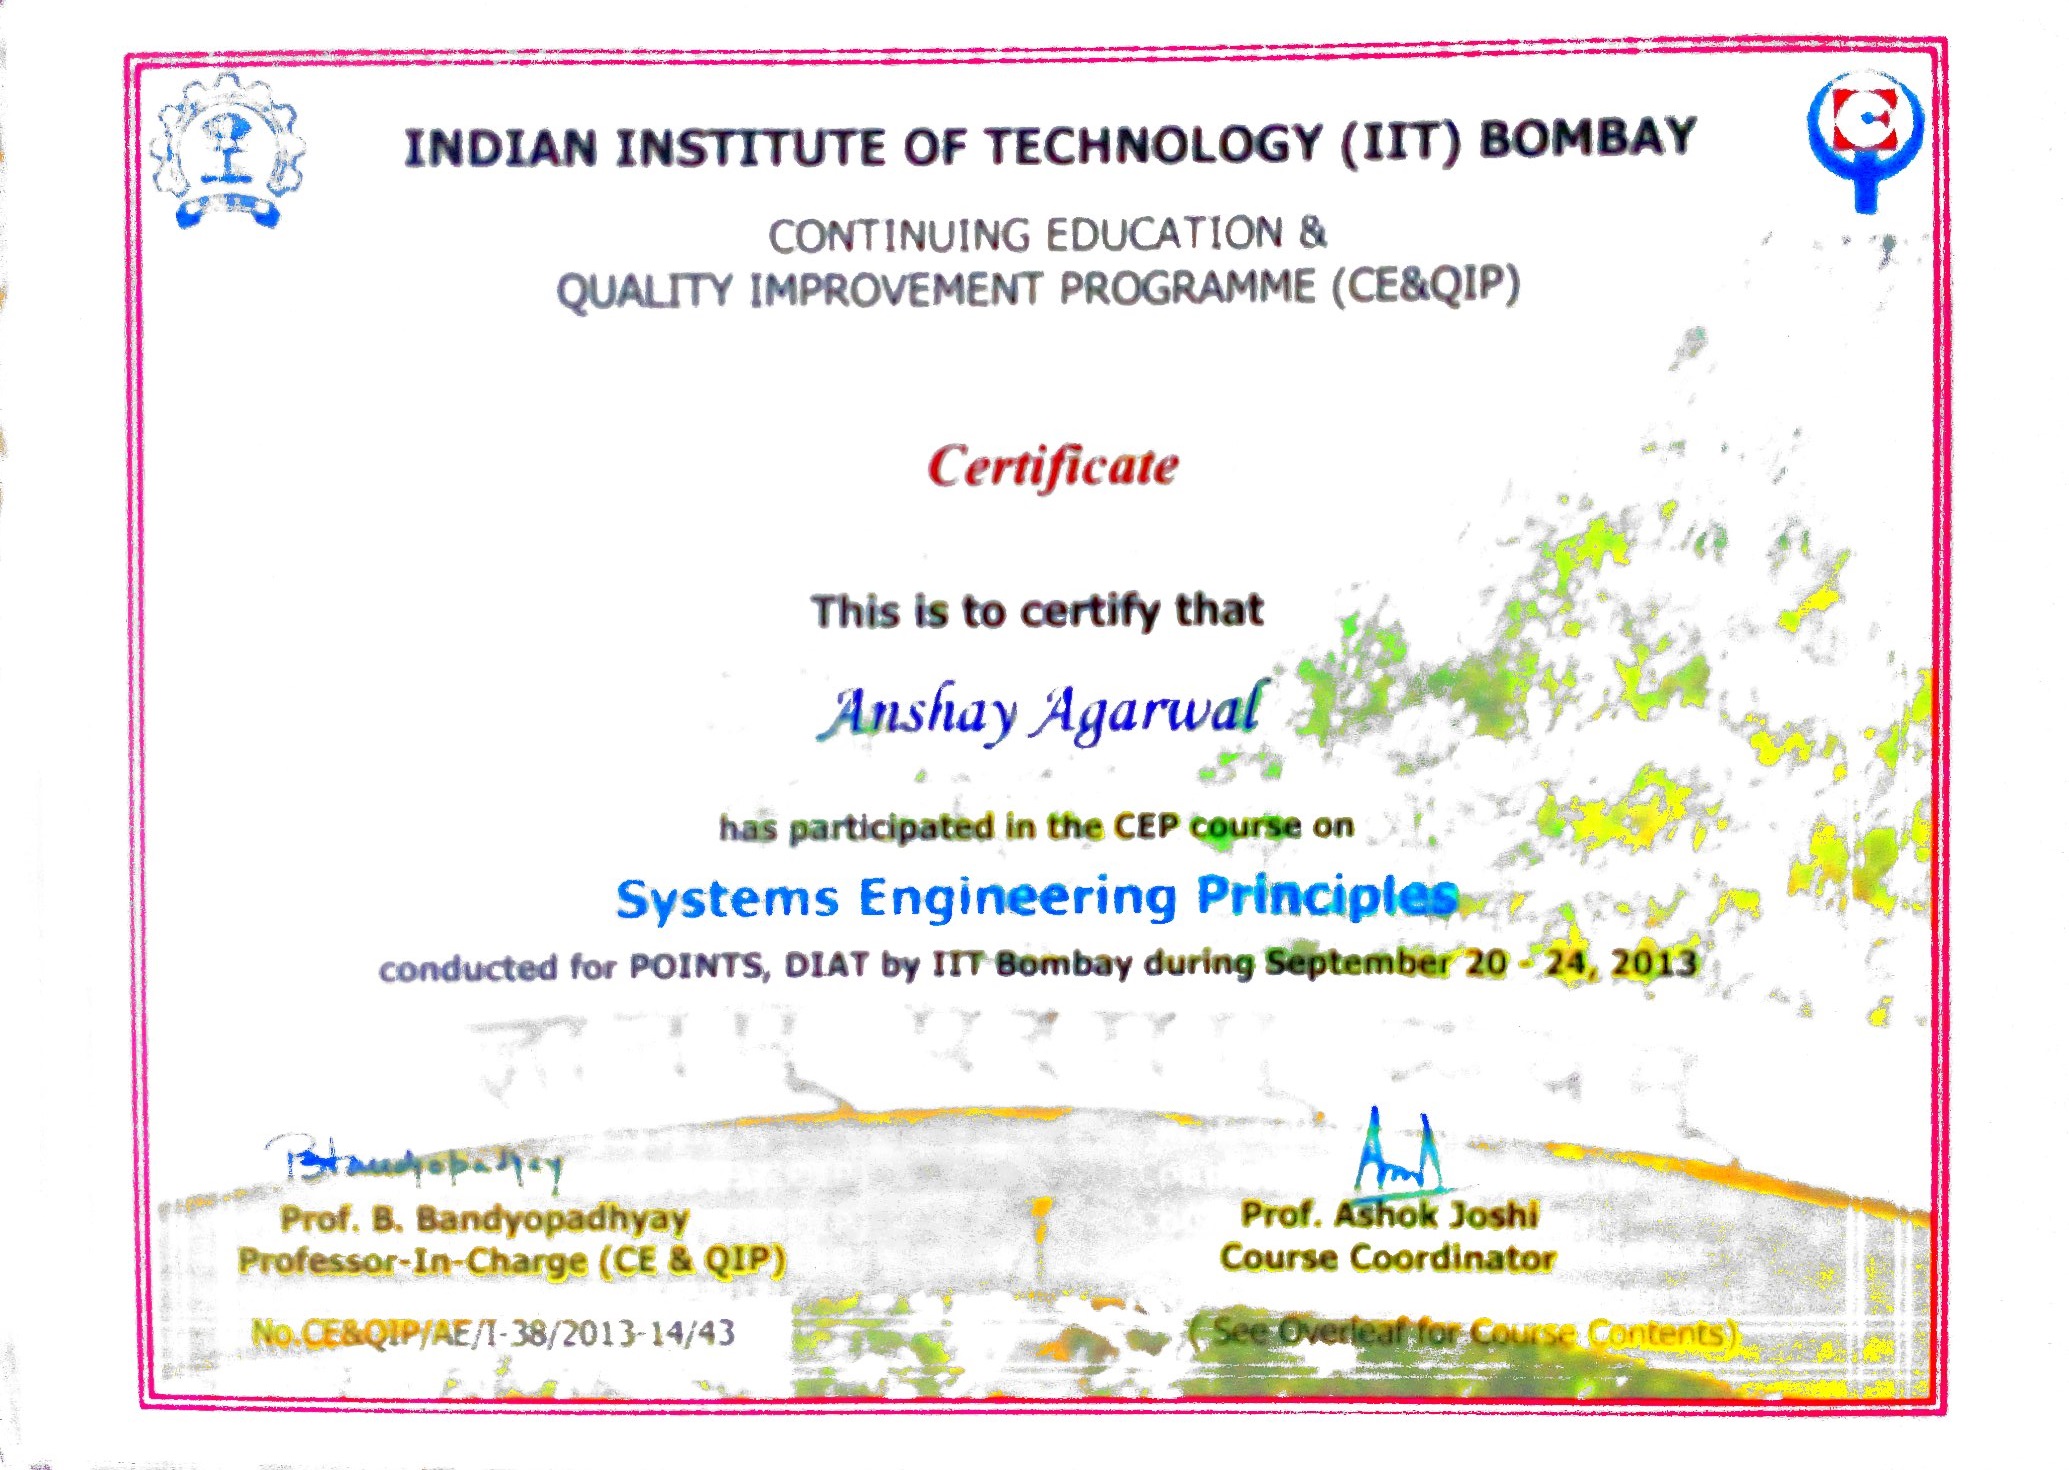 INDIAN INSTITUTE OF TECHNOLOGY (IIT) BOMBAY
CONTINUING EDUCATION &
QUALITY IMPROVEMENT PROGRAMME (CE&QIP)
Certificate
This is to certify that
Anshay Agarwal
has participated in the CEP course on
Systems Engineering Principles
conducted for POINTS, DIAT by IIT Bombay during September 20 - 24, 2013
Prof. B. Bandyopadhyay
Professor-In-Charge (CE & QIP)
Prof. Ashok Joshi
Course Coordinator
No.CE&QIP/AE/I-38/2013-14/43
( See Overleaf for Course Contents)